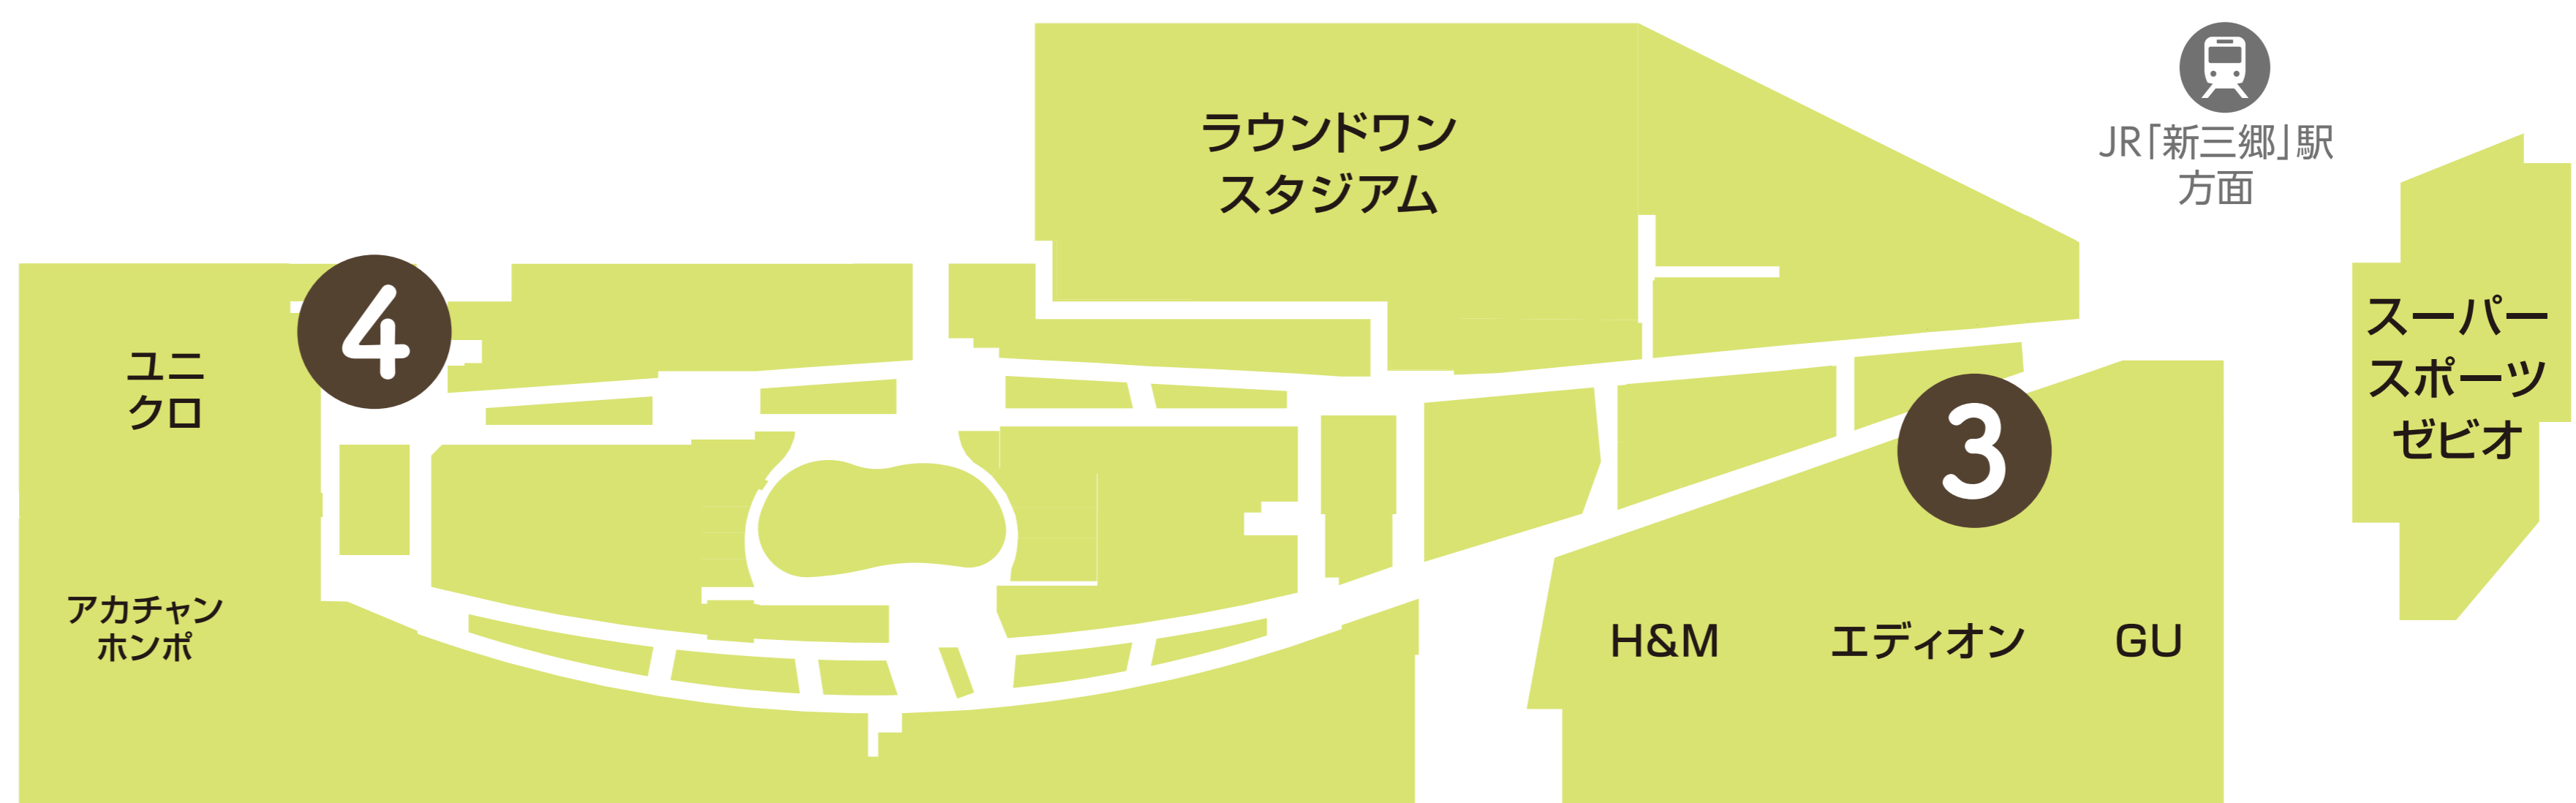 ラウンドワン
スタジアム
JR「新三郷」駅
方面
4
ユニ
クロ
3
スーパー
スポーツ
ゼビオ
アカチャン
ホンポ
H&M
エディオン
GU